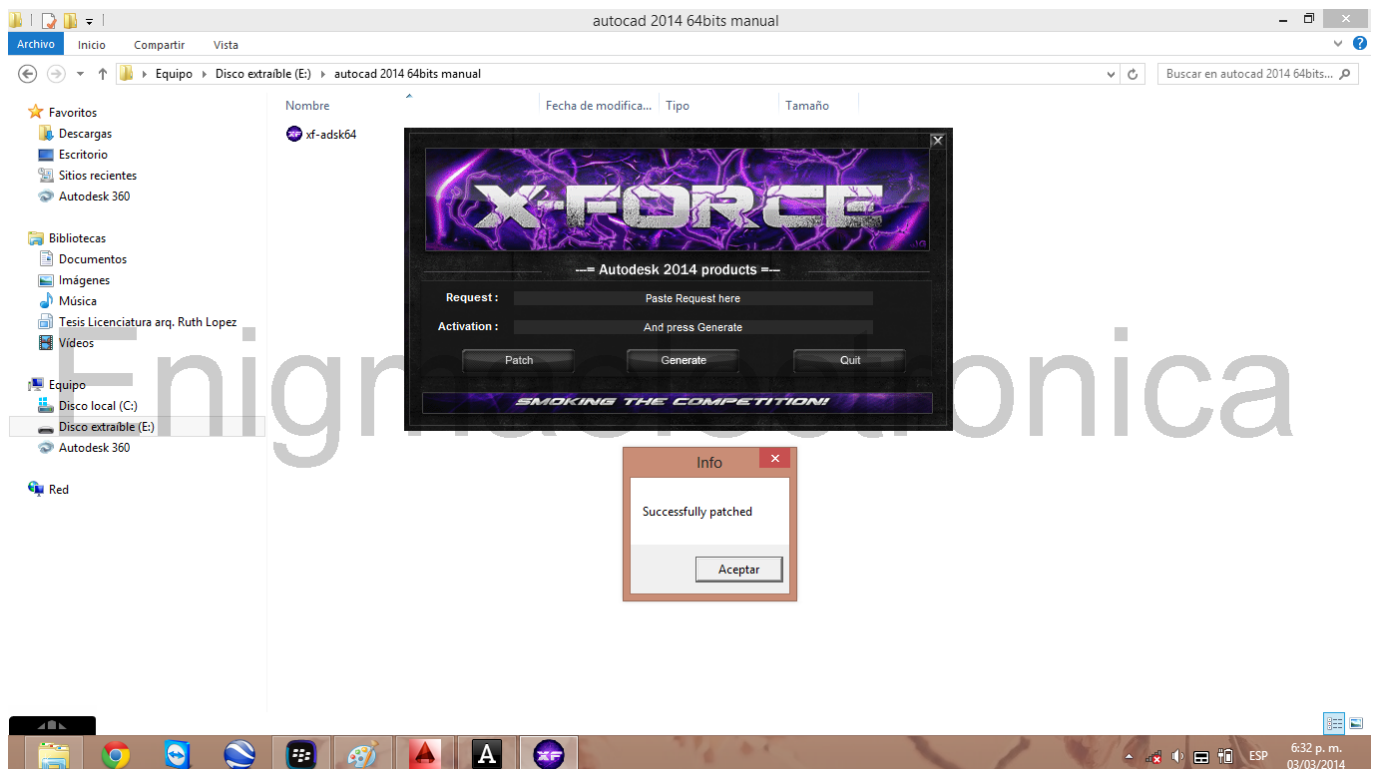 autocad 2014 64bits manual
Archivo Inicio Compartir Vista
Equipo Disco extraíble (E:) autocad 2014 64bits manual
Buscar en autocad 2014 64bits...
Nombre Fecha de modifica... Tipo Tamaño
Favoritos
Descargas
Escritorio
Sitios recientes
Autodesk 360
Bibliotecas
Documentos
Imágenes
Música
Tesis Licenciatura arq. Ruth Lopez
Vídeos
Equipo
Disco local (C:)
Disco extraíble (E:)
Autodesk 360
Red
XF xf-adsk64
X-FORCE
---= Autodesk 2014 products =---
Request : Paste Request here
Activation : And press Generate
Patch Generate Quit
SMOKING THE COMPETITION!
Enigmaelectronica
Info
Successfully patched
Aceptar
A XF
ESP
6:32 p. m.
03/03/2014